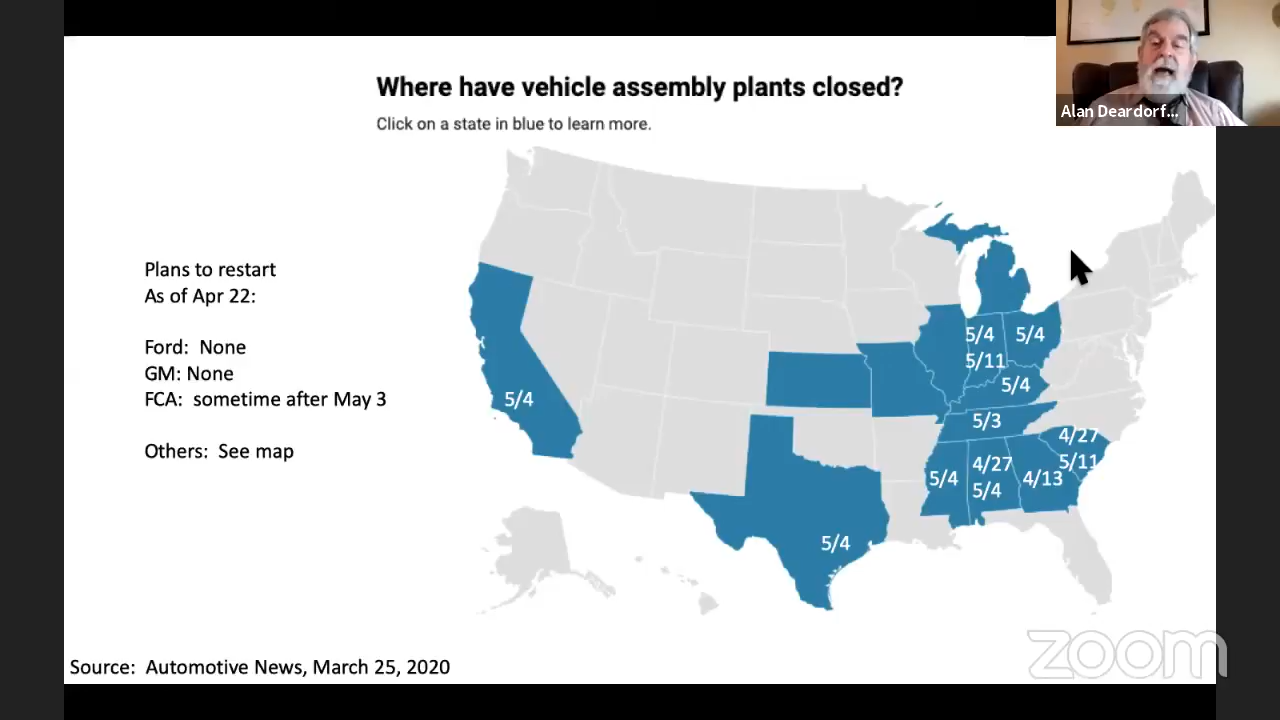 Where have vehicle assembly plants closed?
Click on a state in blue to learn more.
Alan Deardorf...
Plans to restart
As of Apr 22:
Ford: None
GM: None
FCA: sometime after May 3
Others: See map
5/4
5/4
5/11
5/4
5/4
5/3
4/27
5/11
5/4
4/27
5/4
4/13
5/4
Source: Automotive News, March 25, 2020
zoom